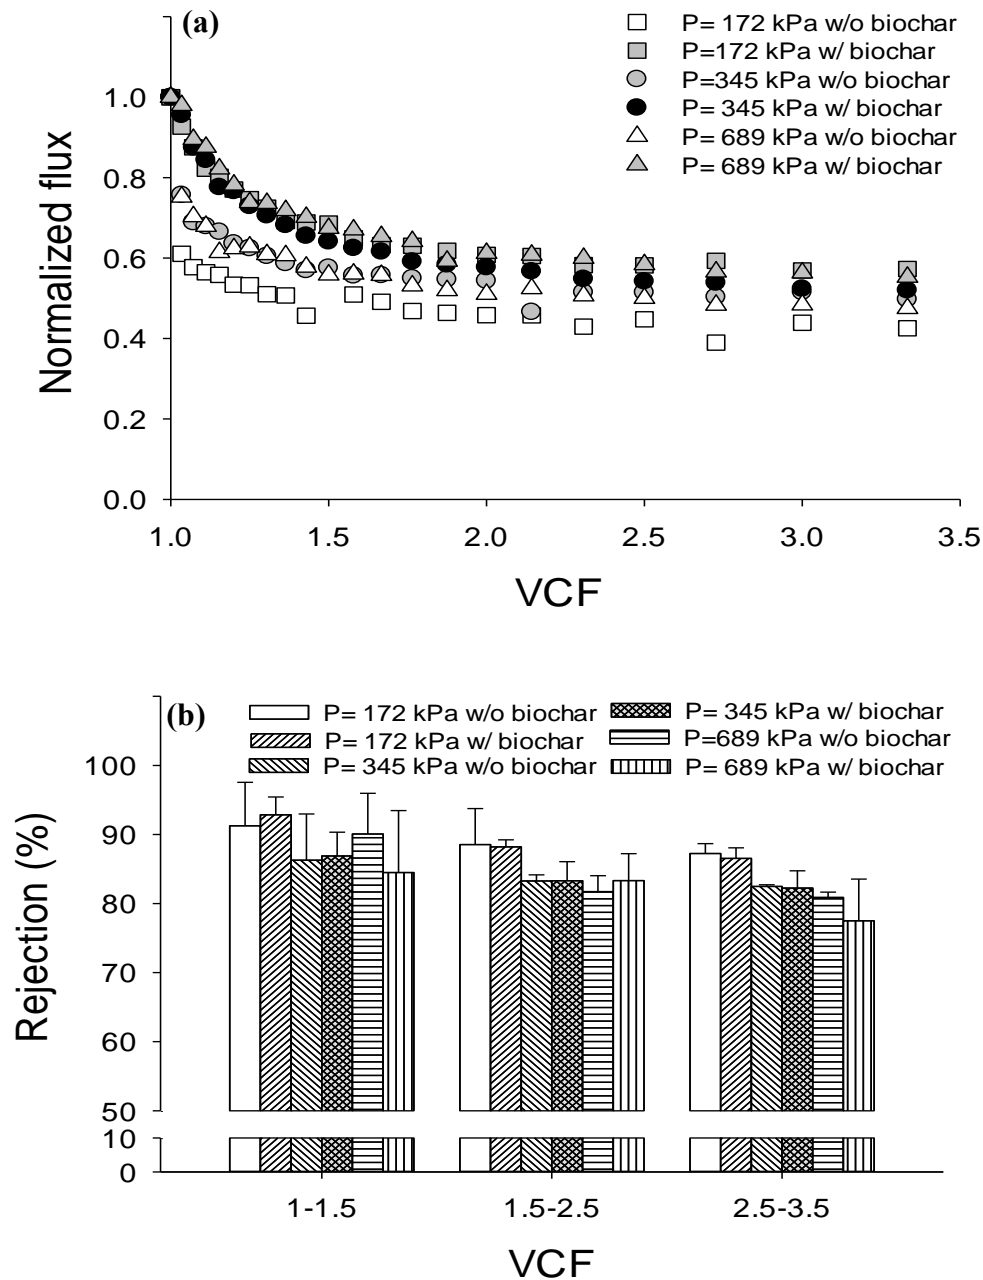 (a)
P= 172 kPa w/o biochar
P=172 kPa w/ biochar
P=345 kPa w/o biochar
P= 345 kPa w/ biochar
P= 689 kPa w/o biochar
P= 689 kPa w/ biochar
Normalized flux
1.0
0.8
0.6
0.4
0.2
0.0
1.0 1.5 2.0 2.5 3.0 3.5
VCF
(b)
P= 172 kPa w/o biochar P= 345 kPa w/ biochar
P= 172 kPa w/ biochar P=689 kPa w/o biochar
P= 345 kPa w/o biochar P= 689 kPa w/ biochar
Rejection (%)
100
90
80
70
60
50
10
0
1-1.5 1.5-2.5 2.5-3.5
VCF